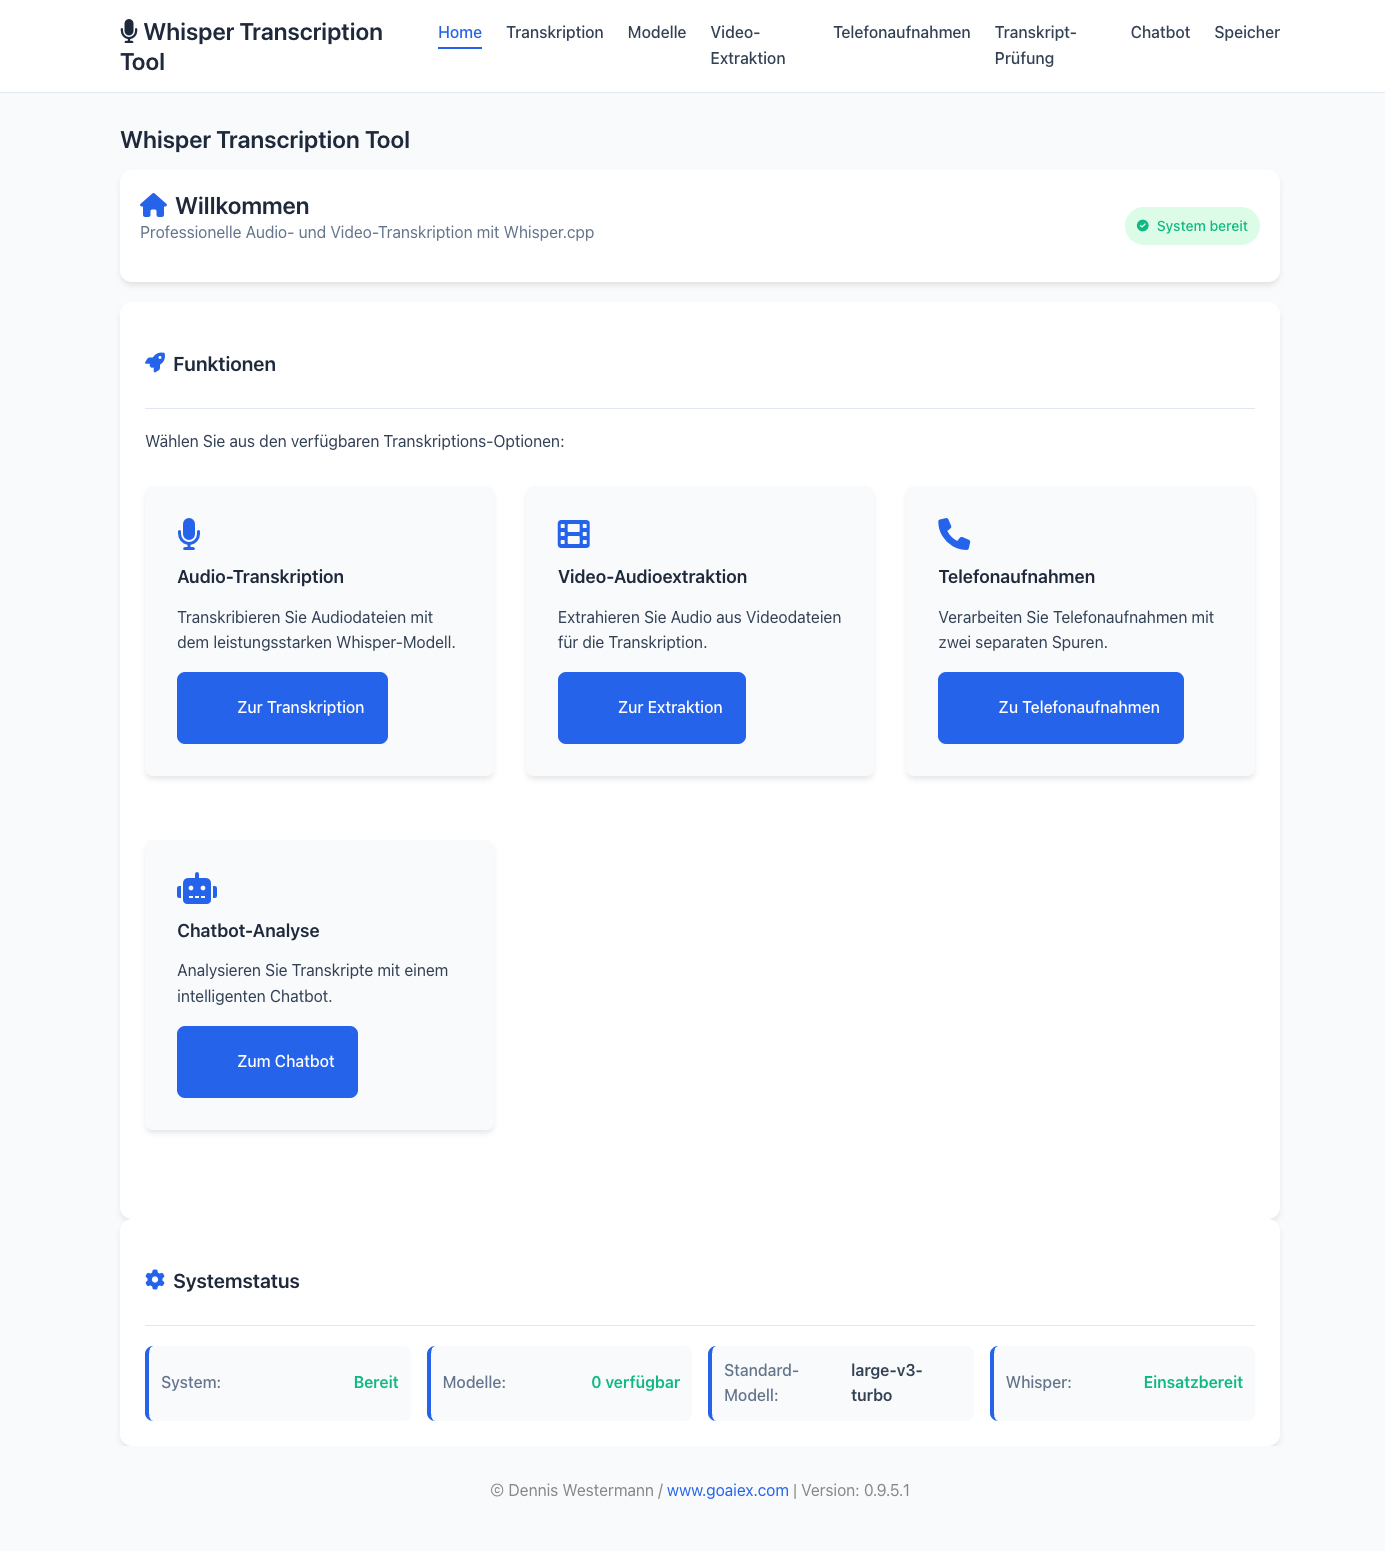 Whisper Transcription
Tool
Home
Transkription
Modelle
Video-
Extraktion
Telefonaufnahmen
Transkript-
Prüfung
Chatbot
Speicher
Whisper Transcription Tool
Willkommen
Professionelle Audio- und Video-Transkription mit Whisper.cpp
System bereit
Funktionen
Wählen Sie aus den verfügbaren Transkriptions-Optionen:
Audio-Transkription
Transkribieren Sie Audiodateien mit
dem leistungsstarken Whisper-Modell.
Zur Transkription
Video-Audioextraktion
Extrahieren Sie Audio aus Videodateien
für die Transkription.
Zur Extraktion
Telefonaufnahmen
Verarbeiten Sie Telefonaufnahmen mit
zwei separaten Spuren.
Zu Telefonaufnahmen
Chatbot-Analyse
Analysieren Sie Transkripte mit einem
intelligenten Chatbot.
Zum Chatbot
Systemstatus
System: Bereit
Modelle: 0 verfügbar
Standard-
Modell:
large-v3-
turbo
Whisper: Einsatzbereit
© Dennis Westermann / www.goaiex.com | Version: 0.9.5.1